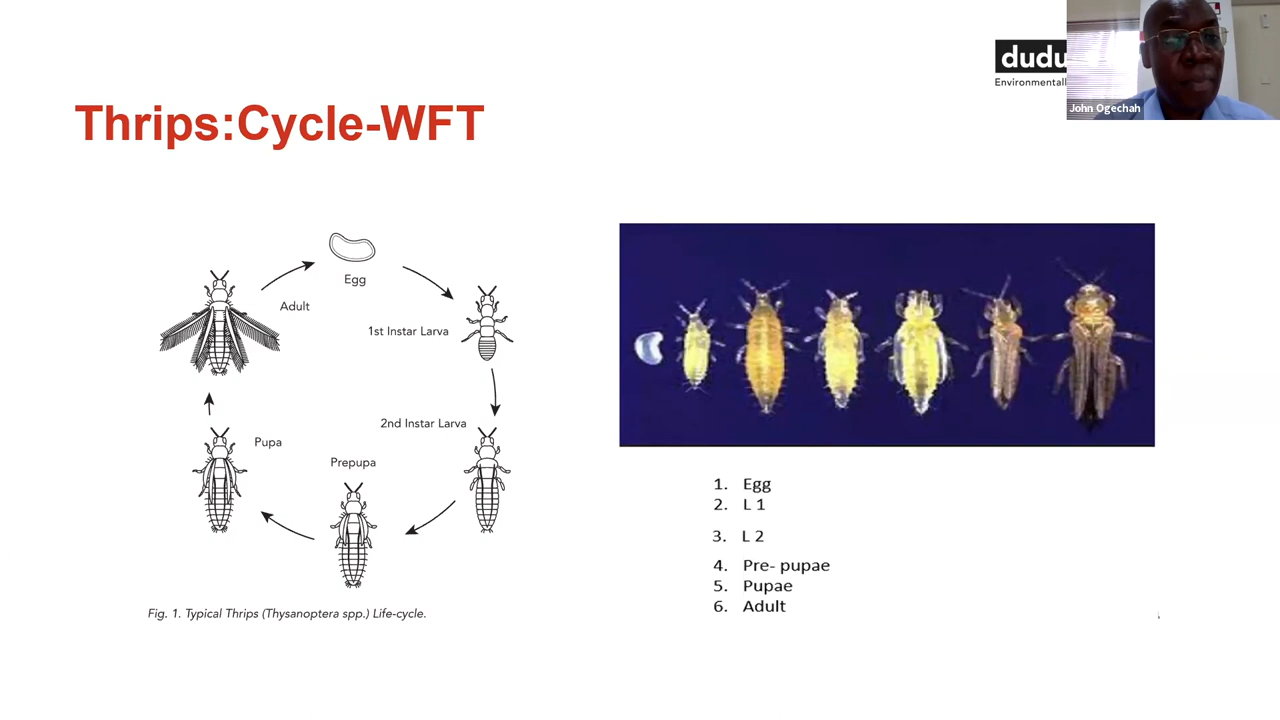 dudu
Environmental
John Ogechah
Thrips:Cycle-WFT
Egg
Adult
1st Instar Larva
2nd Instar Larva
Pupa
Prepupa
Fig. 1. Typical Thrips (Thysanoptera spp.) Life-cycle.
1. Egg
2. L 1
3. L 2
4. Pre- pupae
5. Pupae
6. Adult